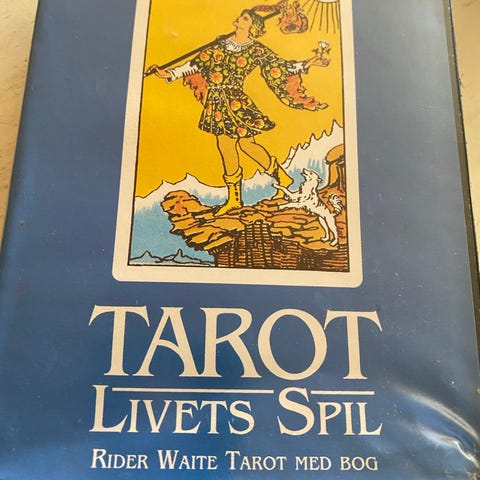 TAROT
LIVETS SPIL
RIDER WAITE TAROT MED BOG